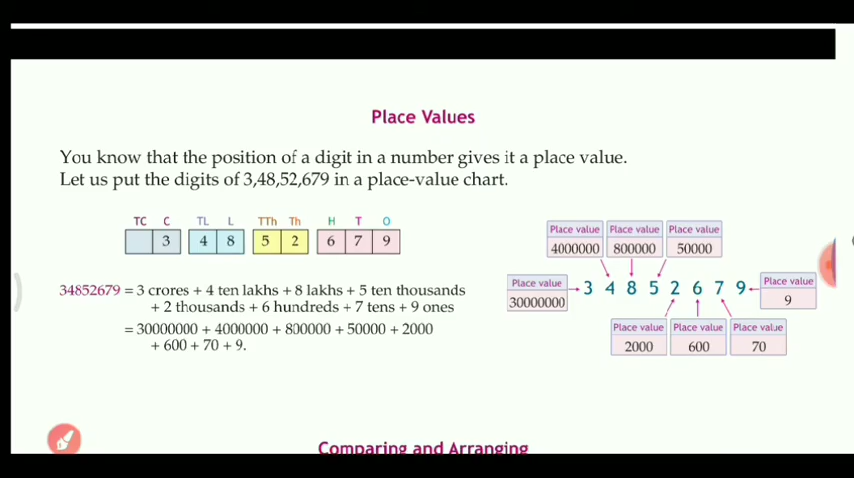 Place Values
You know that the position of a digit in a number gives it a place value.
Let us put the digits of 3,48,52,679 in a place-value chart.
TC C TL L TTh Th H T O
3 4 8 5 2 6 7 9
34852679 = 3 crores + 4 ten lakhs + 8 lakhs + 5 ten thousands
+ 2 thousands + 6 hundreds + 7 tens + 9 ones
= 30000000 + 4000000 + 800000 + 50000 + 2000
+ 600 + 70 + 9.
Place value Place value Place value
4000000 800000 50000
Place value
30000000
3 4 8 5 2 6 7 9
Place value
9
Place value Place value Place value
2000 600 70
Comparing and Arranging